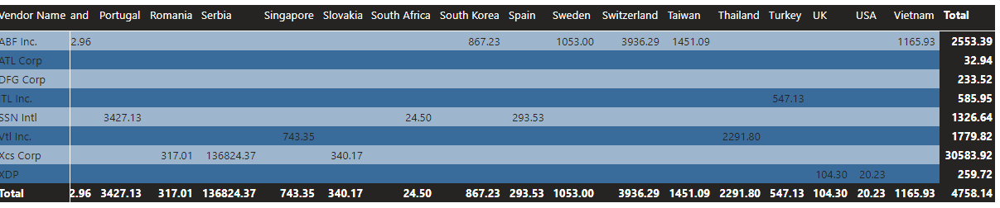 Vendor Name and Portugal Romania Serbia Singapore Slovakia South Africa South Korea Spain Sweden Switzerland Taiwan Thailand Turkey UK USA Vietnam Total
ABF Inc. 2.96 867.23 1053.00 3936.29 1451.09 1165.93 2553.39
ATL Corp 32.94
DFG Corp 233.52
ITL Inc. 547.13 585.95
SSN Intl 3427.13 24.50 293.53 1326.64
Vtl Inc. 743.35 2291.80 1779.82
Xcs Corp 317.01 136824.37 340.17 30583.92
XDP 104.30 20.23 259.72
Total 2.96 3427.13 317.01 136824.37 743.35 340.17 24.50 867.23 293.53 1053.00 3936.29 1451.09 2291.80 547.13 104.30 20.23 1165.93 4758.14